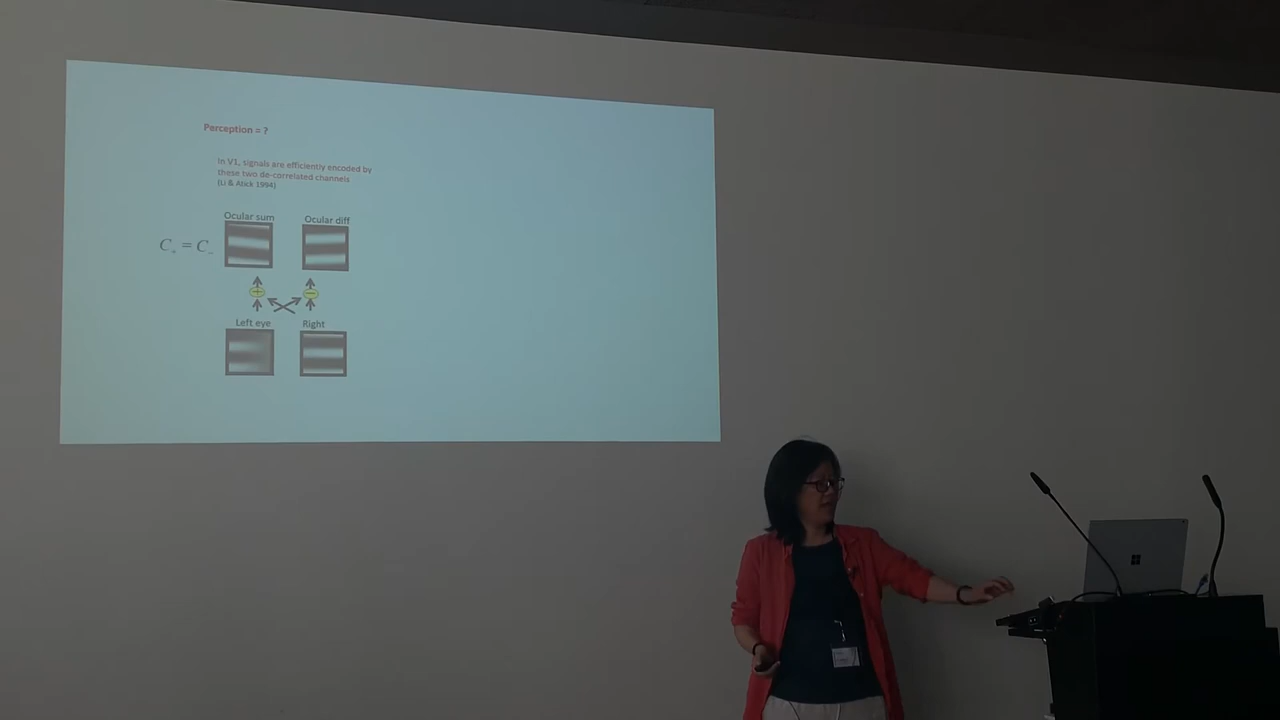 Perception = ?
In V1, signals are efficiently encoded by
these two de-correlated channels
(Li & Atick 1994)
Ocular sum
Ocular diff
C₊ = C₋
+
−
Left eye
Right